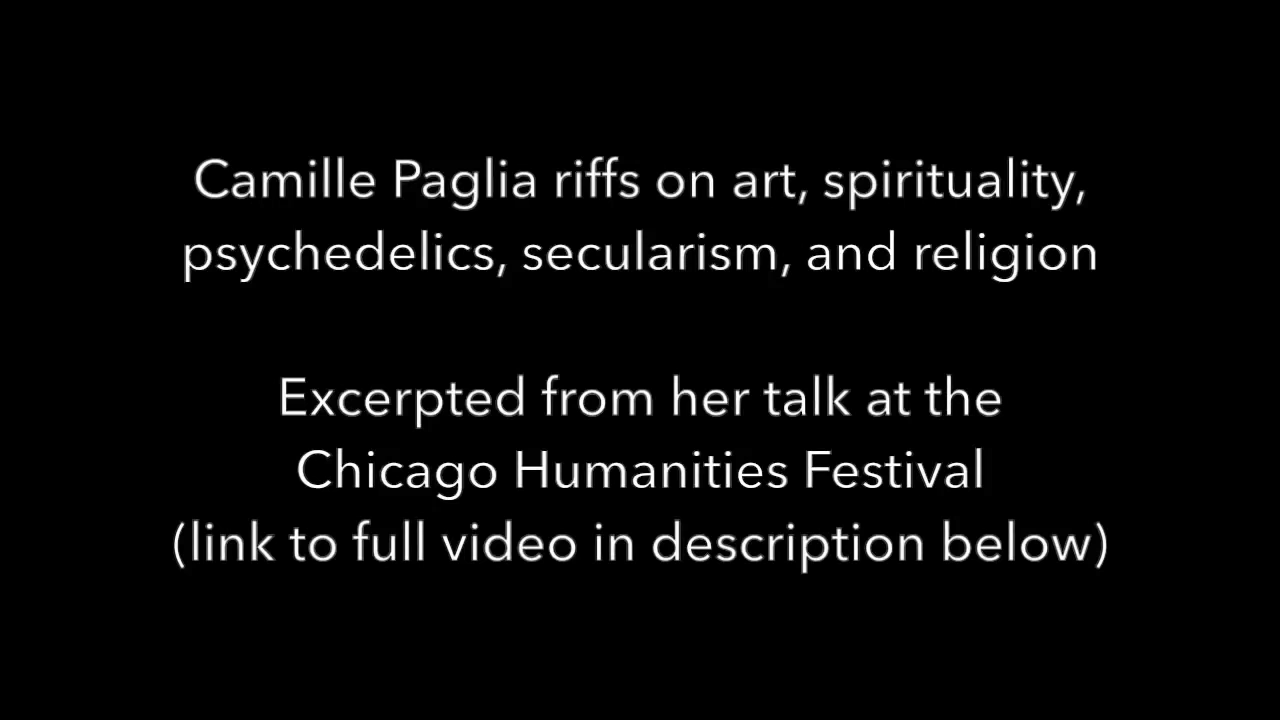 Camille Paglia riffs on art, spirituality,
psychedelics, secularism, and religion
Excerpted from her talk at the
Chicago Humanities Festival
(link to full video in description below)